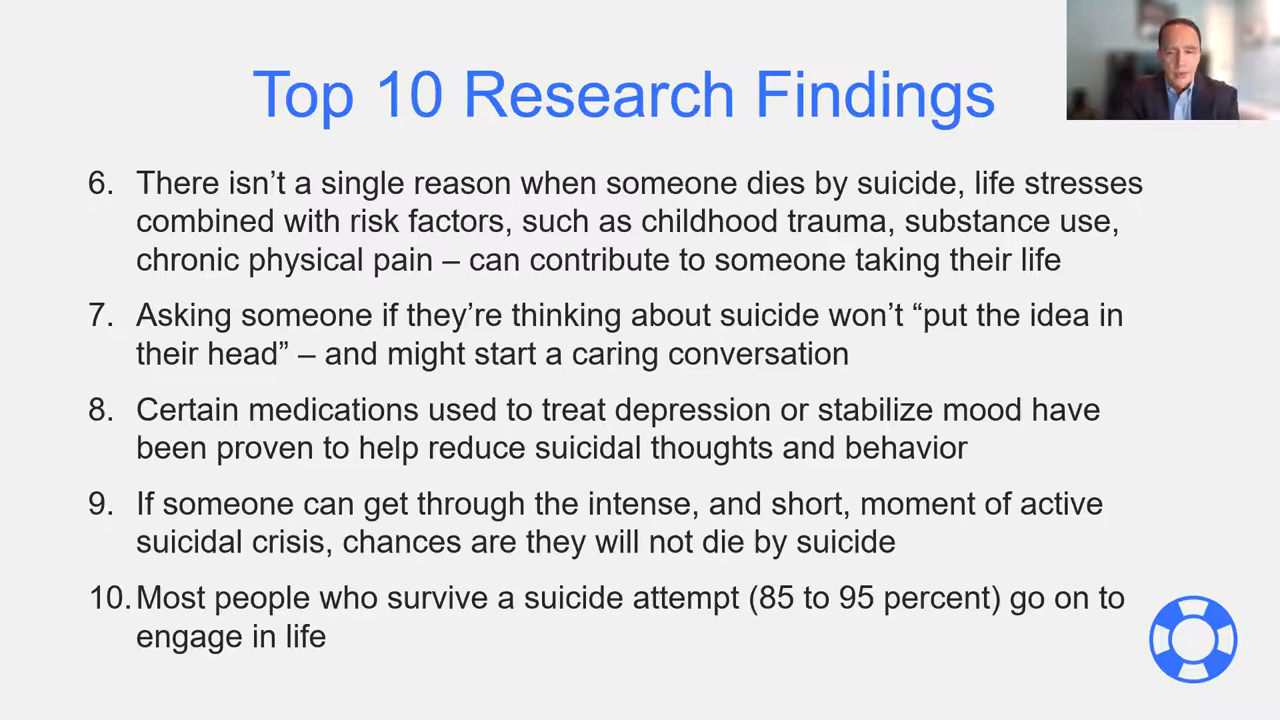 Top 10 Research Findings
6. There isn’t a single reason when someone dies by suicide, life stresses
combined with risk factors, such as childhood trauma, substance use,
chronic physical pain – can contribute to someone taking their life
7. Asking someone if they’re thinking about suicide won’t “put the idea in
their head” – and might start a caring conversation
8. Certain medications used to treat depression or stabilize mood have
been proven to help reduce suicidal thoughts and behavior
9. If someone can get through the intense, and short, moment of active
suicidal crisis, chances are they will not die by suicide
10. Most people who survive a suicide attempt (85 to 95 percent) go on to
engage in life